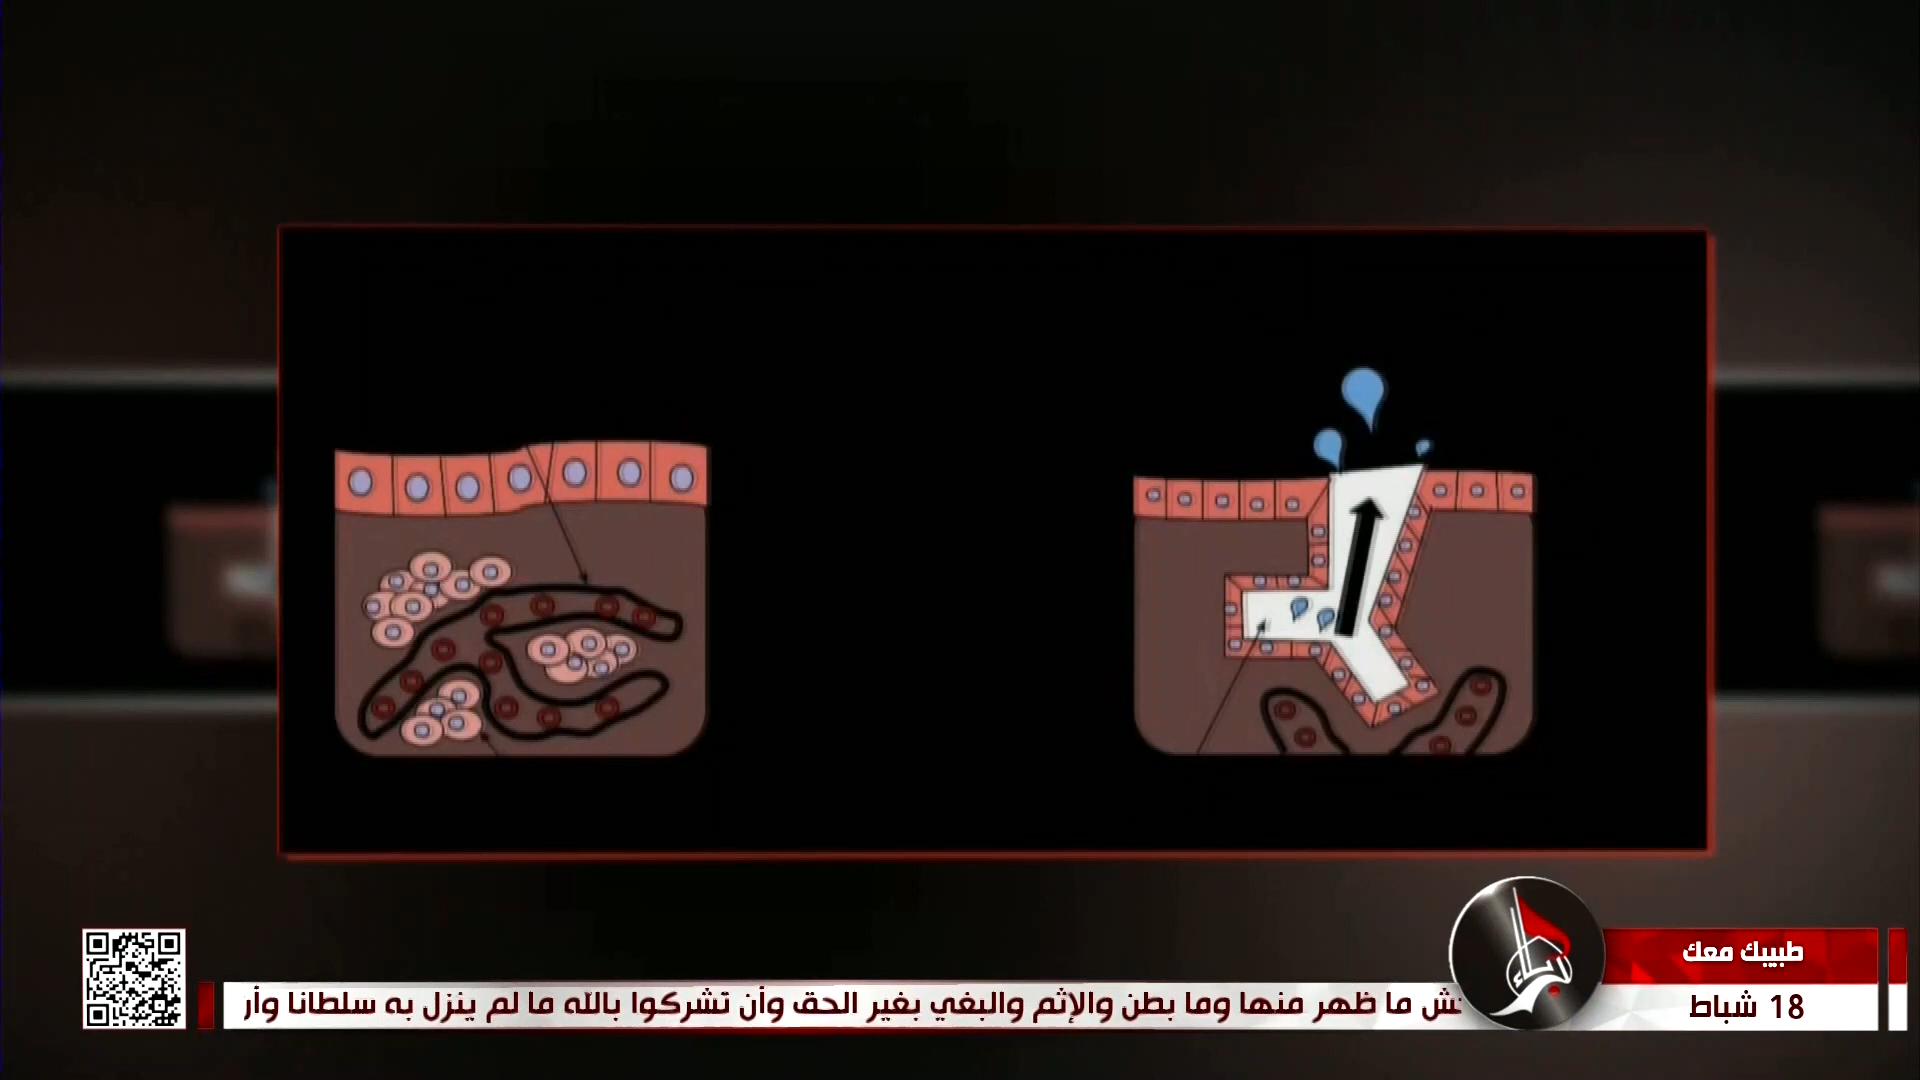 طبيبك معك
18 شباط
ما ظهر منها وما بطن والإثم والبغي بغير الحق وأن تشركوا بالله ما لم ينزل به سلطانا